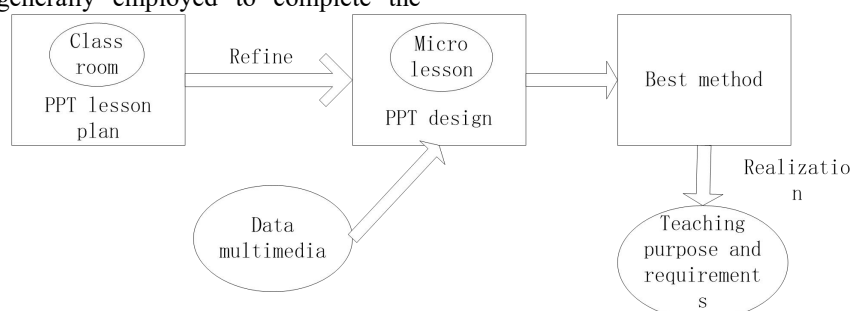 generally employed to complete the
Class
room
PPT lesson
plan
Refine
Micro
lesson
PPT design
Best method
Data
multimedia
Realizatio
n
Teaching
purpose and
requirement
s